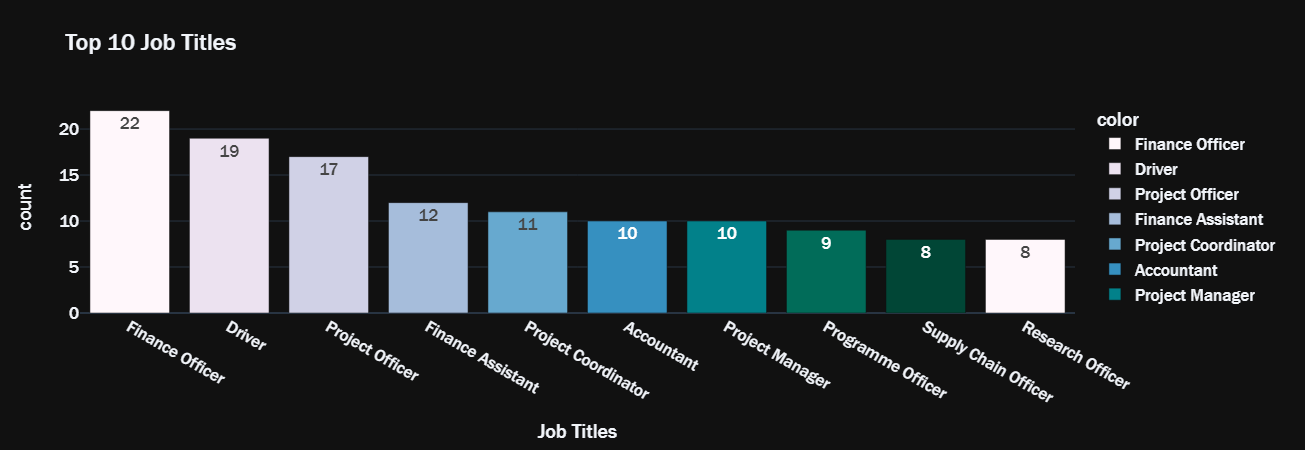 Top 10 Job Titles
count
20
15
10
5
0
22
19
17
12
11
10
10
9
8
8
Finance Officer
Driver
Project Officer
Finance Assistant
Project Coordinator
Accountant
Project Manager
Programme Officer
Supply Chain Officer
Research Officer
Job Titles
color
Finance Officer
Driver
Project Officer
Finance Assistant
Project Coordinator
Accountant
Project Manager